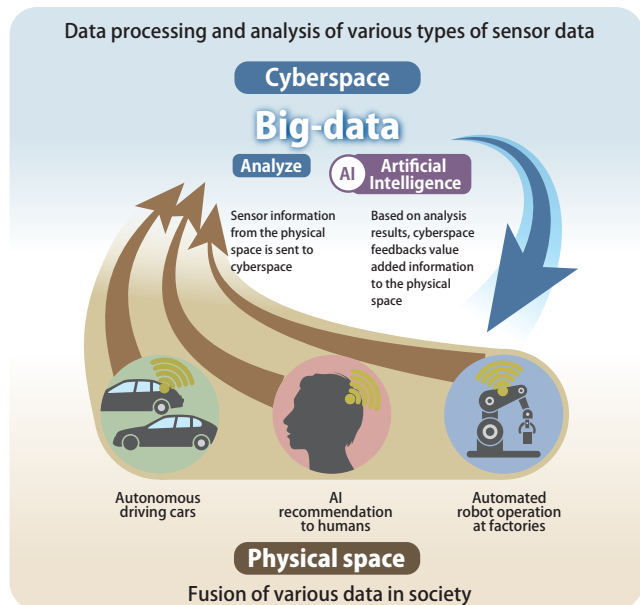 Data processing and analysis of various types of sensor data
Cyberspace
Big-data
Analyze
AI
Artificial
Intelligence
Sensor information
from the physical
space is sent to
cyberspace
Based on analysis
results, cyberspace
feedbacks value
added information
to the physical
space
Autonomous
driving cars
AI
recommendation
to humans
Automated
robot operation
at factories
Physical space
Fusion of various data in society